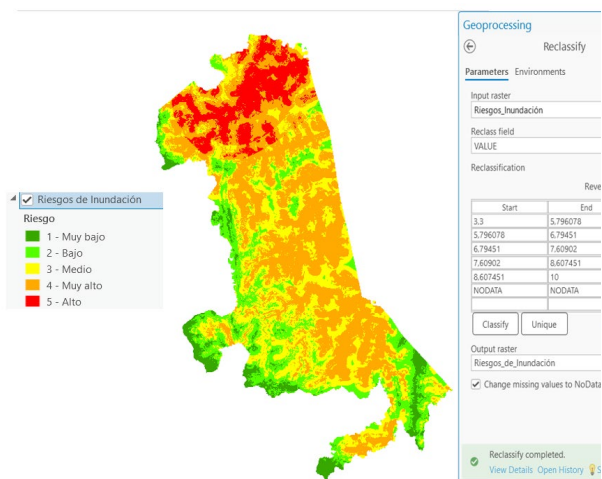 Riesgos de Inundación
Riesgo
1 - Muy bajo
2 - Bajo
3 - Medio
4 - Muy alto
5 - Alto
Geoprocessing
Reclassify
Parameters Environments
Input raster
Riesgos_Inundación
Reclass field
VALUE
Reclassification
Reve
Start End
3,3 5,796078
5,796078 6,79451
6,79451 7,60902
7,60902 8,607451
8,607451 10
NODATA NODATA
Classify Unique
Output raster
Riesgos_de_Inundación
Change missing values to NoData
Reclassify completed.
View Details Open History S